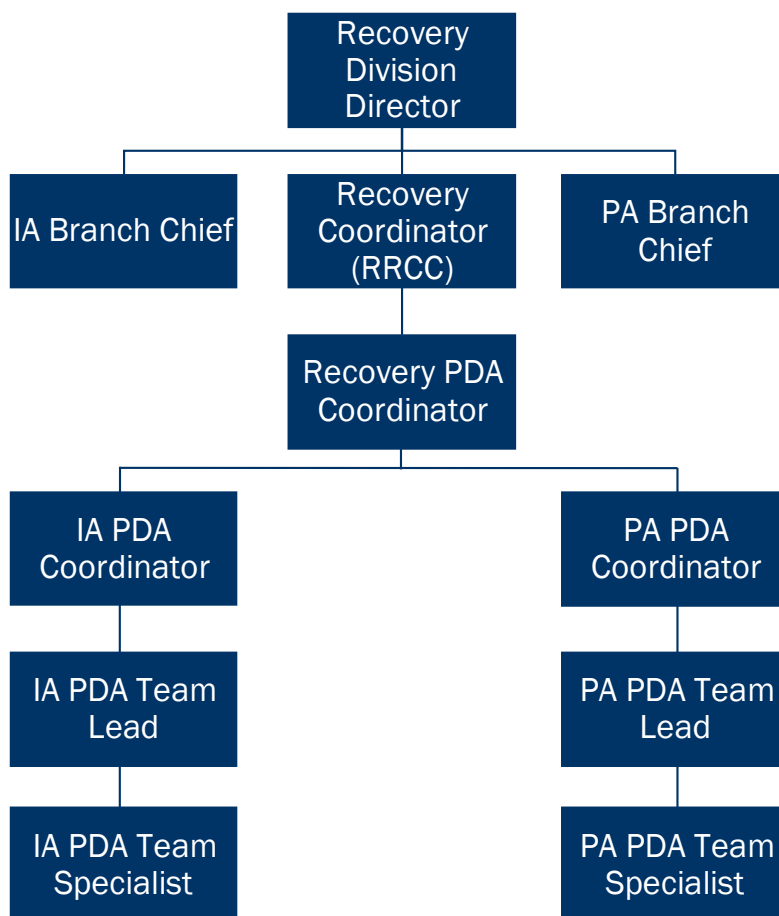 Recovery
Division
Director
IA Branch Chief
Recovery
Coordinator
(RRCC)
PA Branch
Chief
Recovery PDA
Coordinator
IA PDA
Coordinator
PA PDA
Coordinator
IA PDA Team
Lead
PA PDA Team
Lead
IA PDA Team
Specialist
PA PDA Team
Specialist